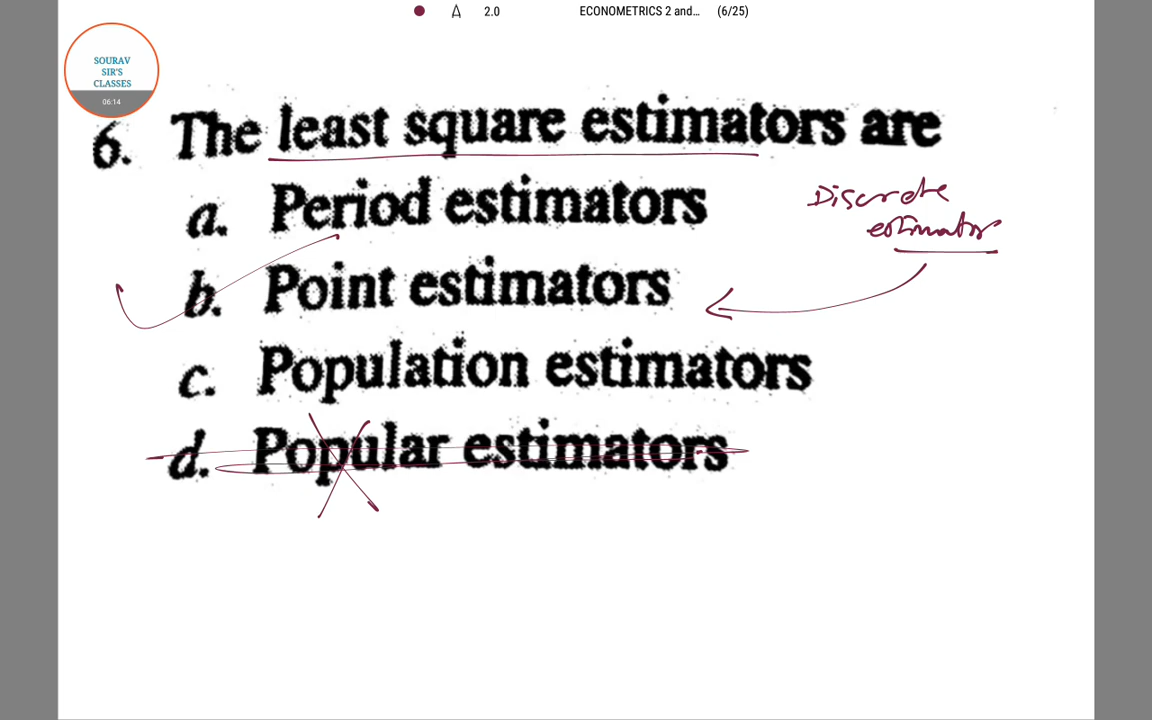 2.0 ECONOMETRICS 2 and... (6/25)
SOURAV
SIR'S
CLASSES
06:14
6. The least square estimators are
a. Period estimators
Discrete
estimator
b. Point estimators
c. Population estimators
d. Popular estimators